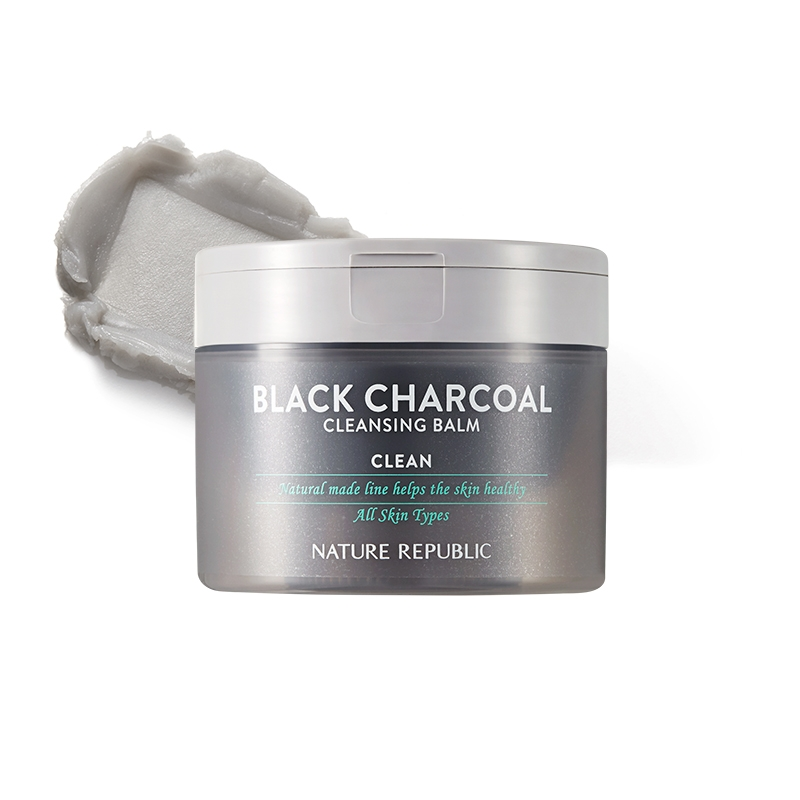 BLACK CHARCOAL
CLEANSING BALM
CLEAN
Natural made line helps the skin healthy
All Skin Types
NATURE REPUBLIC